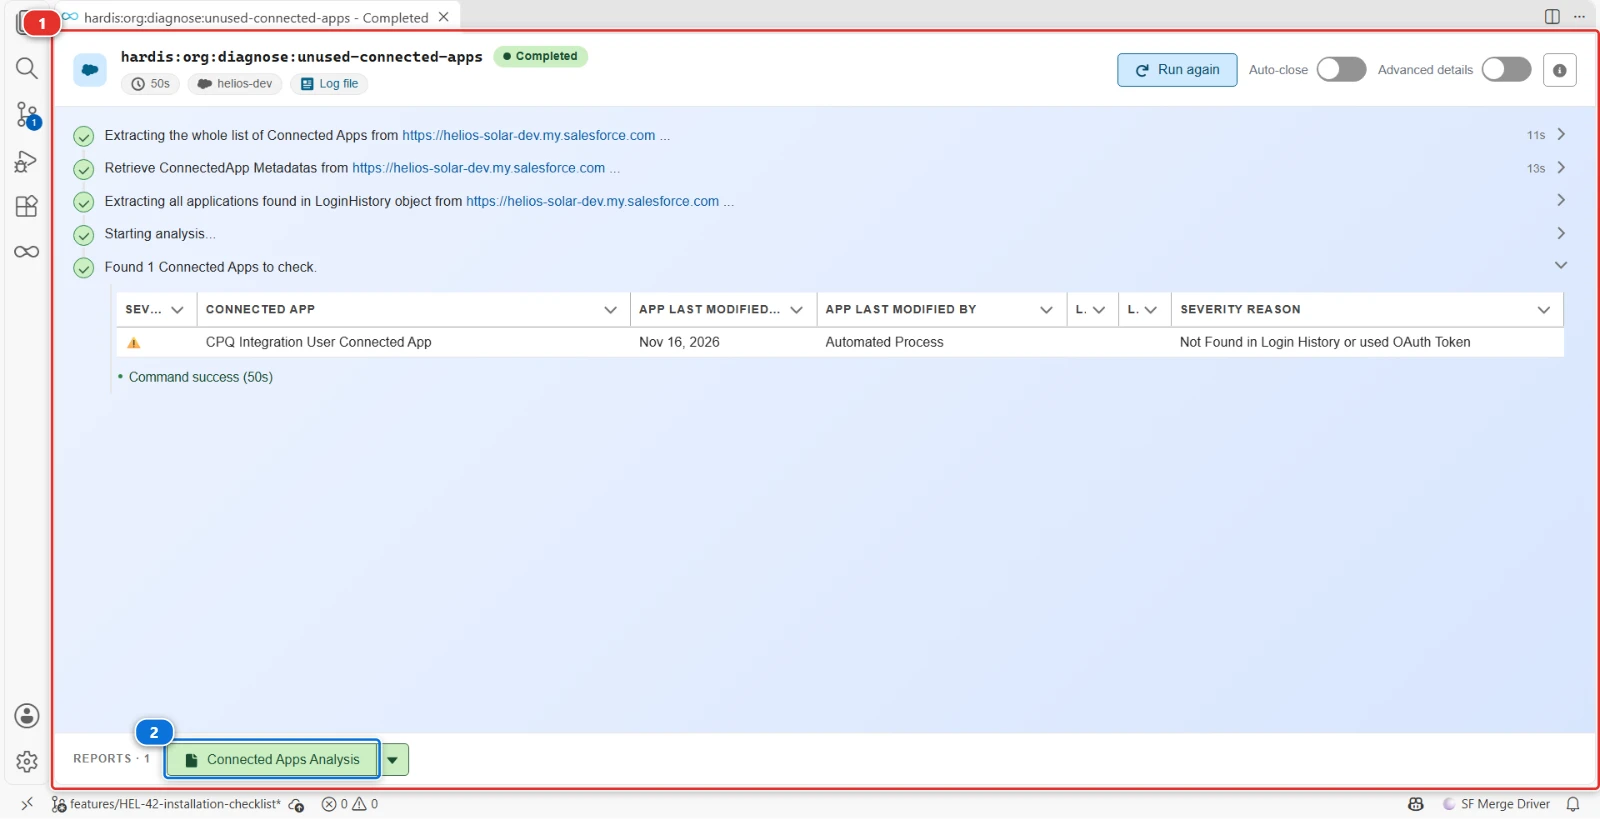 1
hardis:org:diagnose:unused-connected-apps - Completed
hardis:org:diagnose:unused-connected-apps
Completed
50s
helios-dev
Log file
Run again
Auto-close
Advanced details
1
Extracting the whole list of Connected Apps from https://helios-solar-dev.my.salesforce.com ...
11s
Retrieve ConnectedApp Metadatas from https://helios-solar-dev.my.salesforce.com ...
13s
Extracting all applications found in LoginHistory object from https://helios-solar-dev.my.salesforce.com ...
Starting analysis...
Found 1 Connected Apps to check.
SEV... CONNECTED APP APP LAST MODIFIED... APP LAST MODIFIED BY L. L. SEVERITY REASON
CPQ Integration User Connected App Nov 16, 2026 Automated Process Not Found in Login History or used OAuth Token
• Command success (50s)
2
REPORTS · 1
Connected Apps Analysis
features/HEL-42-installation-checklist*
0
0
SF Merge Driver